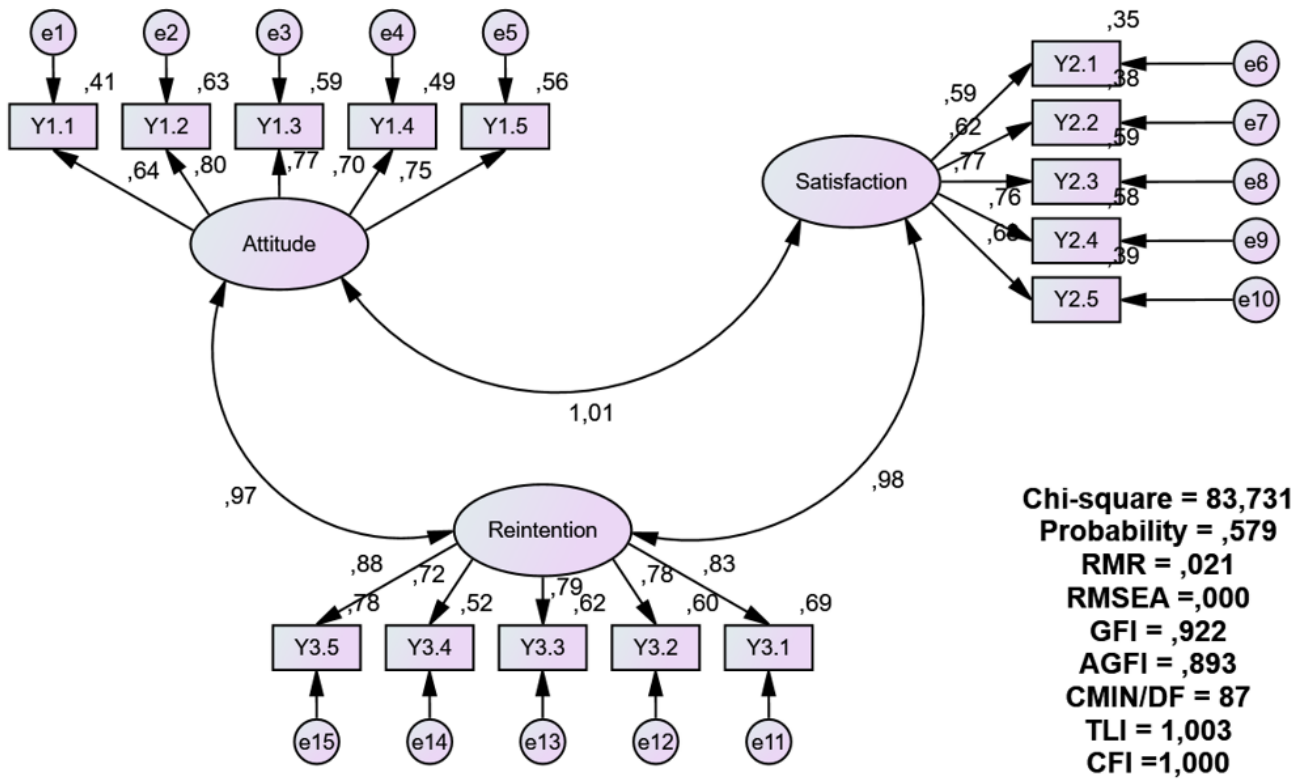 e1 e2 e3 e4 e5
,41 ,63 ,59 ,49 ,56
Y1.1 Y1.2 Y1.3 Y1.4 Y1.5
,64 ,80 ,77 ,70 ,75
Attitude
,35
Y2.1 e6
,59 ,38
Y2.2 e7
,62 ,59
,77 Y2.3 e8
Satisfaction
,76 ,58
Y2.4 e9
,39
Y2.5 e10
1,01
,97
,98
Reintention
,88 ,72 ,79 ,78 ,83
,78 ,52 ,62 ,60 ,69
Y3.5 Y3.4 Y3.3 Y3.2 Y3.1
e15 e14 e13 e12 e11
Chi-square = 83,731
Probability = ,579
RMR = ,021
RMSEA =,000
GFI = ,922
AGFI = ,893
CMIN/DF = 87
TLI = 1,003
CFI =1,000